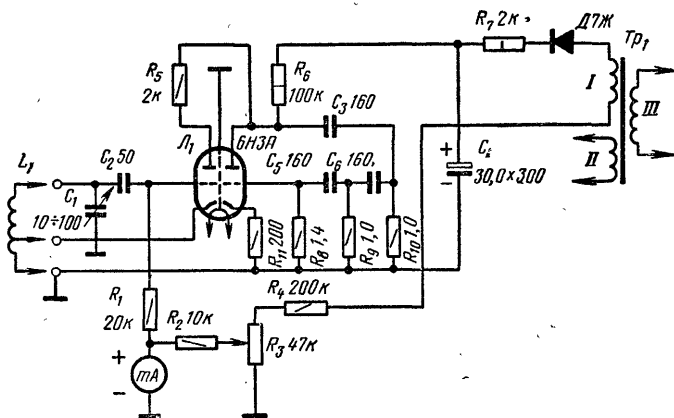 R₇ 2к
Д7Ж
Тр₁
R₅
2к
R₆
100к
C₃ 160
I
III
II
Л₁
6Н3П
L₁
C₂ 50
C₅ 160
C₆ 160
+
-
30,0×300
C₁
10÷100
R₁₁ 200
R₈ 1,4
R₉ 1,0
R₁₀ 1,0
R₁
20к
R₂ 10к
R₄ 200к
R₃ 47к
+
-
mA